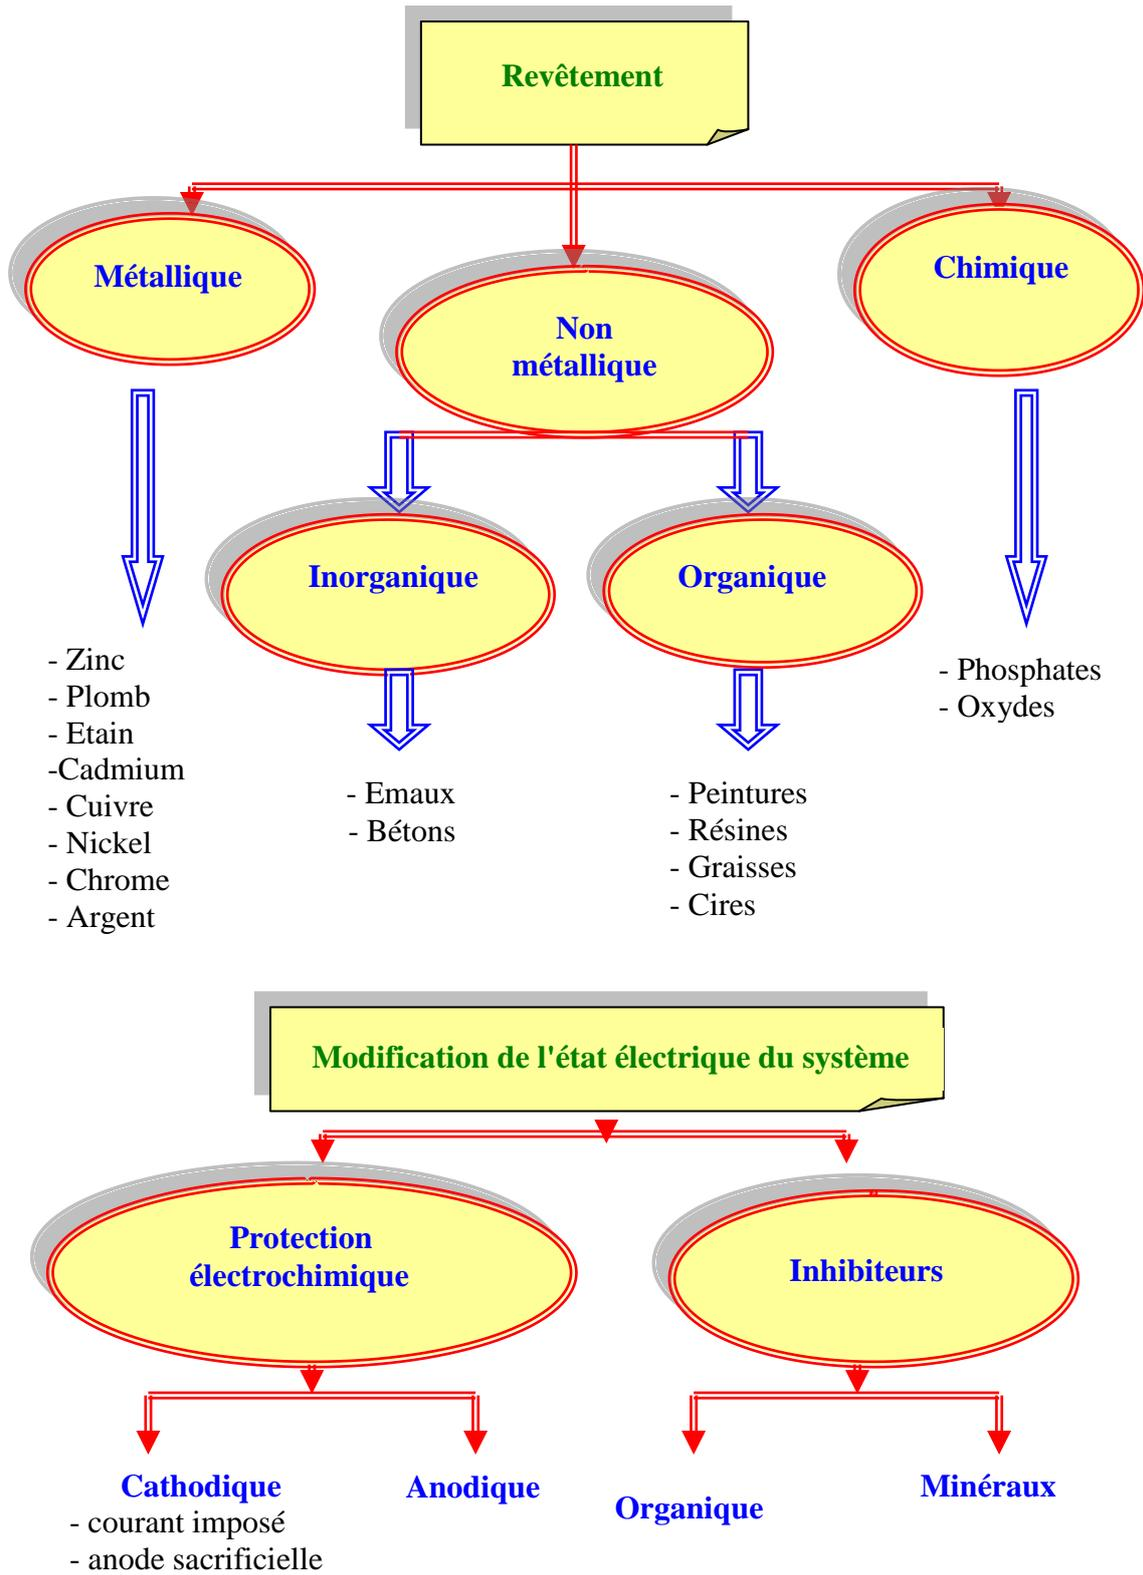 Revêtement
Métallique
Non
métallique
Chimique
Inorganique
Organique
- Zinc
- Plomb
- Etain
-Cadmium
- Cuivre
- Nickel
- Chrome
- Argent
- Emaux
- Bétons
- Peintures
- Résines
- Graisses
- Cires
- Phosphates
- Oxydes
Modification de l'état électrique du système
Protection
électrochimique
Inhibiteurs
Cathodique
- courant imposé
- anode sacrificielle
Anodique
Organique
Minéraux